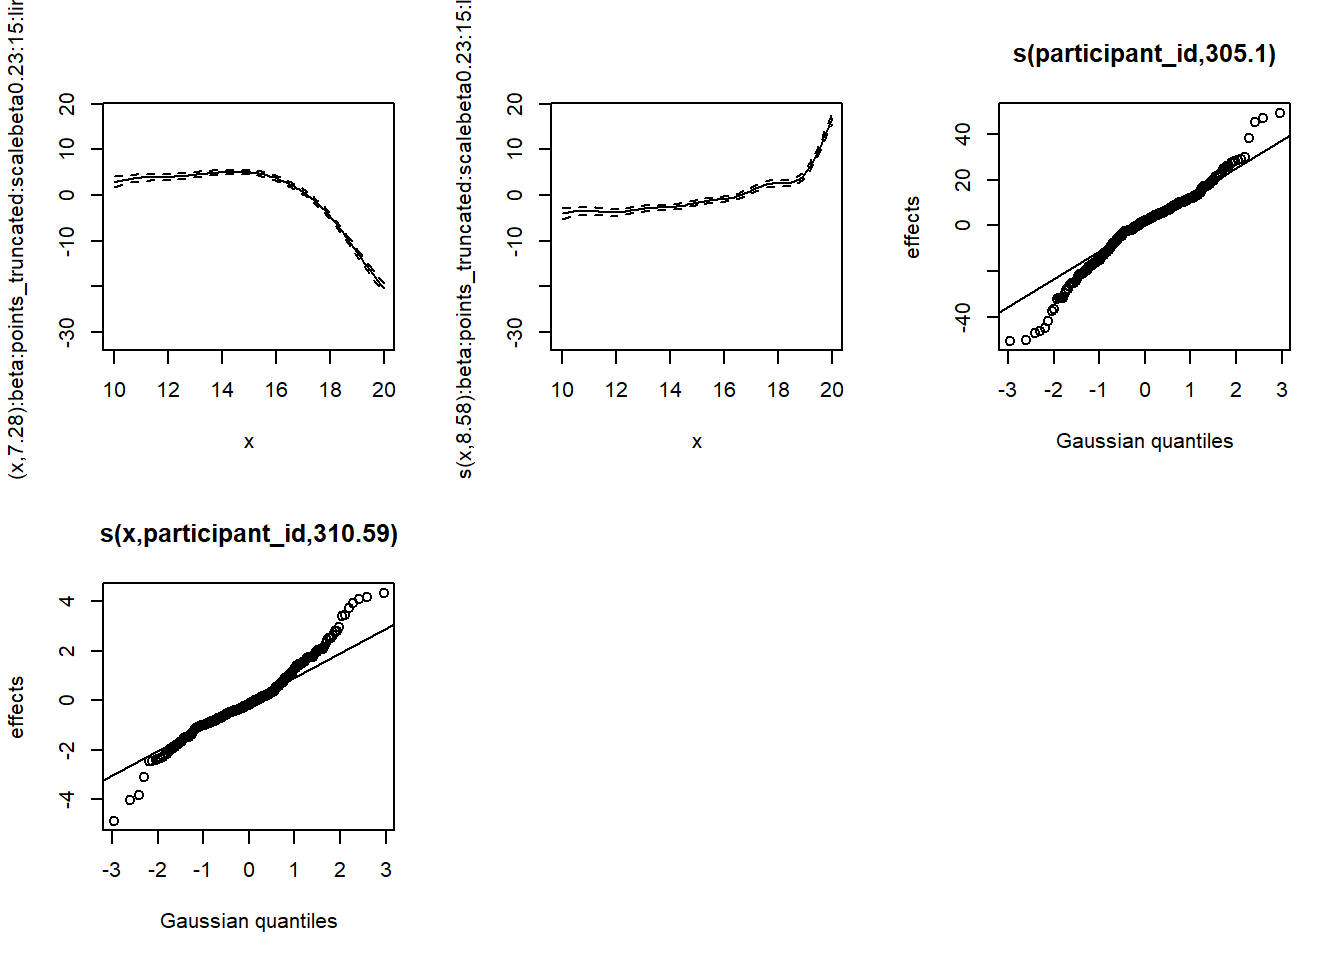 (x,7.28):beta:points_truncated:scalebeta0.23:15:lin
20
10
0
-10
-30
10 12 14 16 18 20
x
s(x,8.58):beta:points_truncated:scalebeta0.23:15:l
20
10
0
-10
-30
10 12 14 16 18 20
x
s(participant_id,305.1)
effects
40
20
0
-40
-3 -2 -1 0 1 2 3
Gaussian quantiles
s(x,participant_id,310.59)
effects
4
2
0
-2
-4
-3 -2 -1 0 1 2 3
Gaussian quantiles